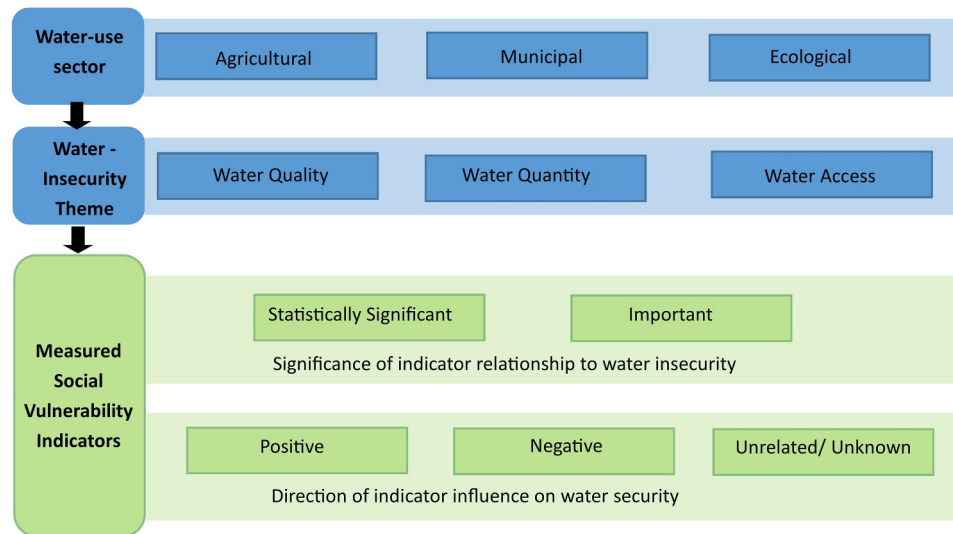 Water-use
sector
Agricultural
Municipal
Ecological
Water -
Insecurity
Theme
Water Quality
Water Quantity
Water Access
Measured
Social
Vulnerability
Indicators
Statistically Significant
Important
Significance of indicator relationship to water insecurity
Positive
Negative
Unrelated/ Unknown
Direction of indicator influence on water security